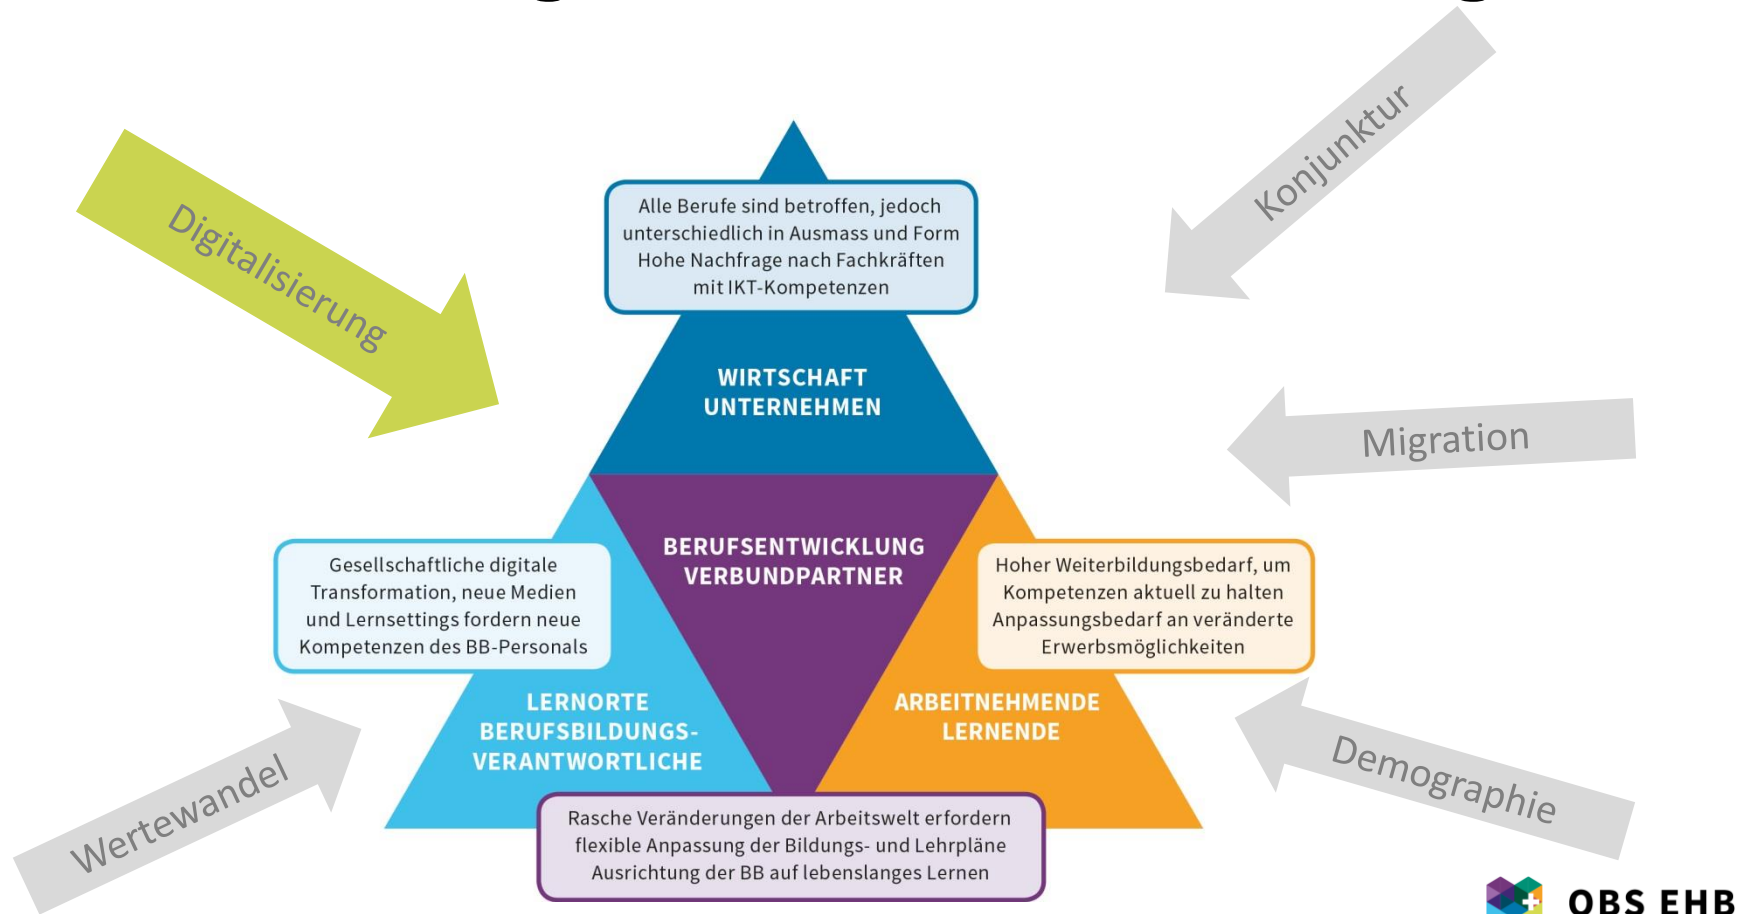 Konjunktur
Digitalisierung
Alle Berufe sind betroffen, jedoch
unterschiedlich in Ausmass und Form
Hohe Nachfrage nach Fachkräften
mit IKT-Kompetenzen
WIRTSCHAFT
UNTERNEHMEN
Migration
BERUFSENTWICKLUNG
VERBUNDPARTNER
Gesellschaftliche digitale
Transformation, neue Medien
und Lernsettings fordern neue
Kompetenzen des BB-Personals
Hoher Weiterbildungsbedarf, um
Kompetenzen aktuell zu halten
Anpassungsbedarf an veränderte
Erwerbsmöglichkeiten
LERNORTE
BERUFSBILDUNGS-
VERANTWORTLICHE
ARBEITNEHMENDE
LERNENDE
Wertewandel
Demographie
Rasche Veränderungen der Arbeitswelt erfordern
flexible Anpassung der Bildungs- und Lehrpläne
Ausrichtung der BB auf lebenslanges Lernen
OBS EHB